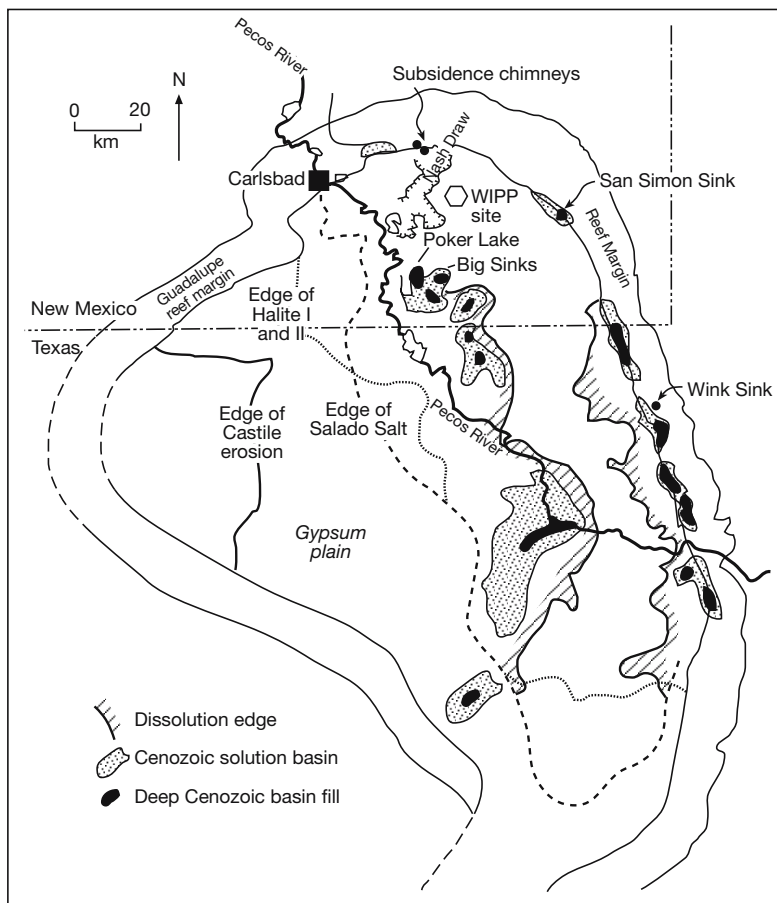 Pecos River
N
0 20
km
Subsidence chimneys
Nash Draw
Carlsbad
WIPP
site
San Simon Sink
Reef Margin
Poker Lake
Big Sinks
Guadalupe
reef margin
New Mexico
Edge of
Halite I
and II
Texas
Wink Sink
Edge of
Castile
erosion
Edge of
Salado Salt
Pecos River
Gypsum
plain
Dissolution edge
Cenozoic solution basin
Deep Cenozoic basin fill